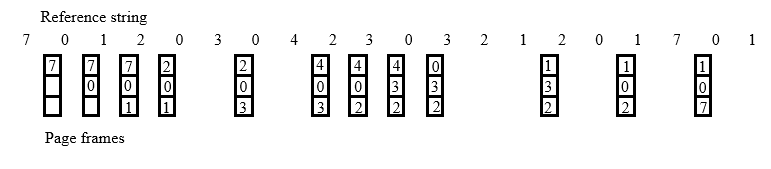 Reference string
7 0 1 2 0 3 0 4 2 3 0 3 2 1 2 0 1 7 0 1
7 7 7 2 2 4 4 4 0 1 1 1
0 0 0 0 0 0 3 3 3 0 0
1 1 3 3 2 2 2 2 2 7
Page frames